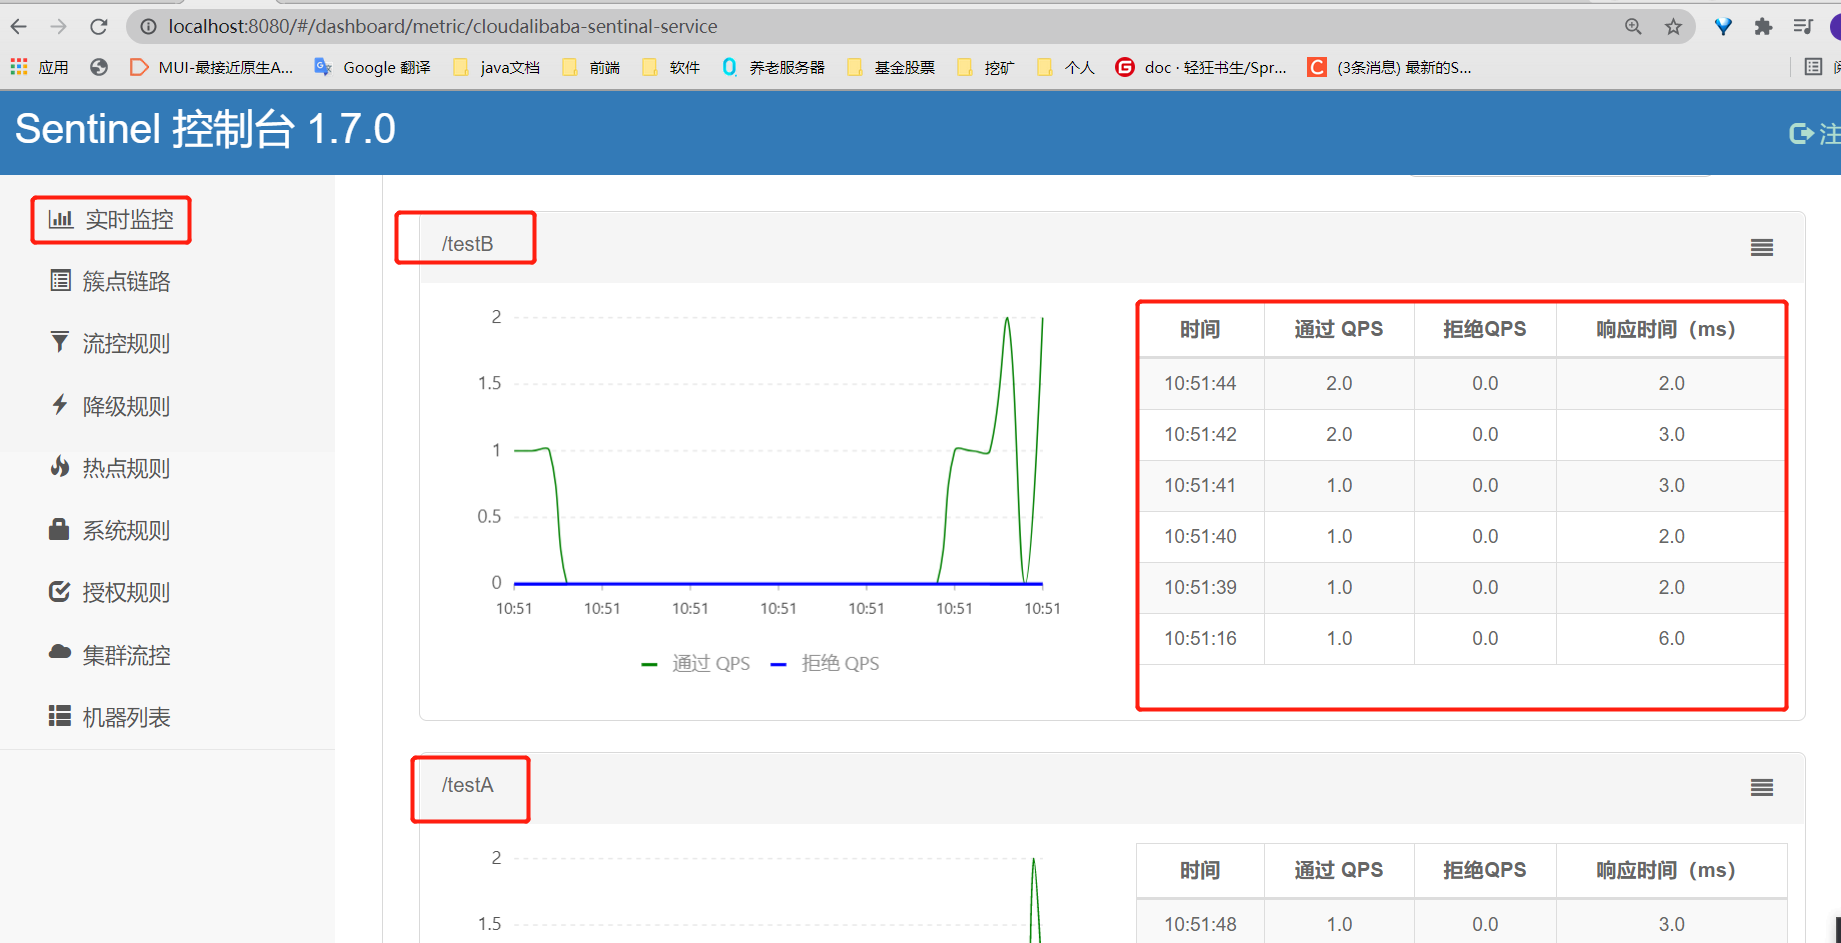 localhost:8080/#/dashboard/metric/cloudalibaba-sentinal-service
应用 MUI-最接近原生A... Google 翻译 java文档 前端 软件 养老服务器 基金股票 挖矿 个人 doc · 轻狂书生/Spr... (3条消息) 最新的S...
Sentinel 控制台 1.7.0
注
实时监控
簇点链路
流控规则
降级规则
热点规则
系统规则
授权规则
集群流控
机器列表
/testB
2
1.5
1
0.5
0
10:51 10:51 10:51 10:51 10:51 10:51 10:51
通过 QPS 拒绝 QPS
时间 通过 QPS 拒绝QPS 响应时间（ms）
10:51:44 2.0 0.0 2.0
10:51:42 2.0 0.0 3.0
10:51:41 1.0 0.0 3.0
10:51:40 1.0 0.0 2.0
10:51:39 1.0 0.0 2.0
10:51:16 1.0 0.0 6.0
/testA
2
1.5
时间 通过 QPS 拒绝QPS 响应时间（ms）
10:51:48 1.0 0.0 3.0